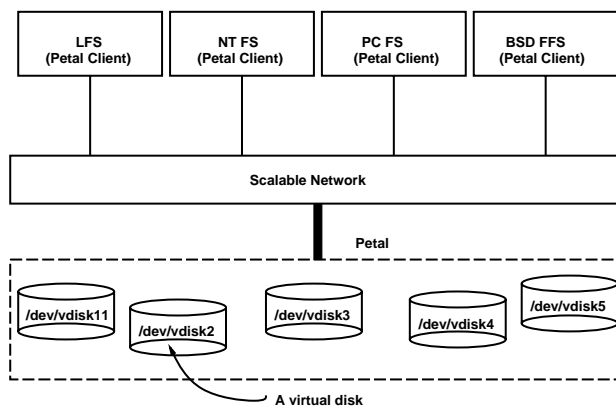 LFS
(Petal Client)
NT FS
(Petal Client)
PC FS
(Petal Client)
BSD FFS
(Petal Client)
Scalable Network
Petal
/dev/vdisk11
/dev/vdisk2
/dev/vdisk3
/dev/vdisk4
/dev/vdisk5
A virtual disk